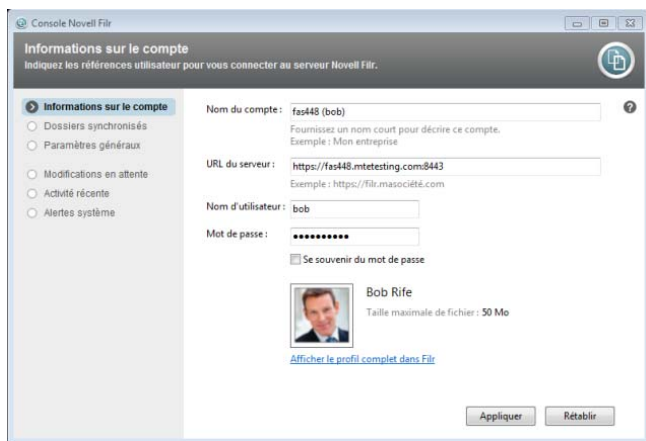 Console Novell Filr
Informations sur le compte
Indiquez les références utilisateur pour vous connecter au serveur Novell Filr.
Informations sur le compte
Dossiers synchronisés
Paramètres généraux
Modifications en attente
Activité récente
Alertes système
Nom du compte : fas448 (bob)
Fournissez un nom court pour décrire ce compte.
Exemple : Mon entreprise
URL du serveur : https://fas448.mtetesting.com:8443
Exemple : https://filr.masociété.com
Nom d'utilisateur : bob
Mot de passe : ••••••••••
Se souvenir du mot de passe
Bob Rife
Taille maximale de fichier : 50 Mo
Afficher le profil complet dans Filr
Appliquer Rétablir